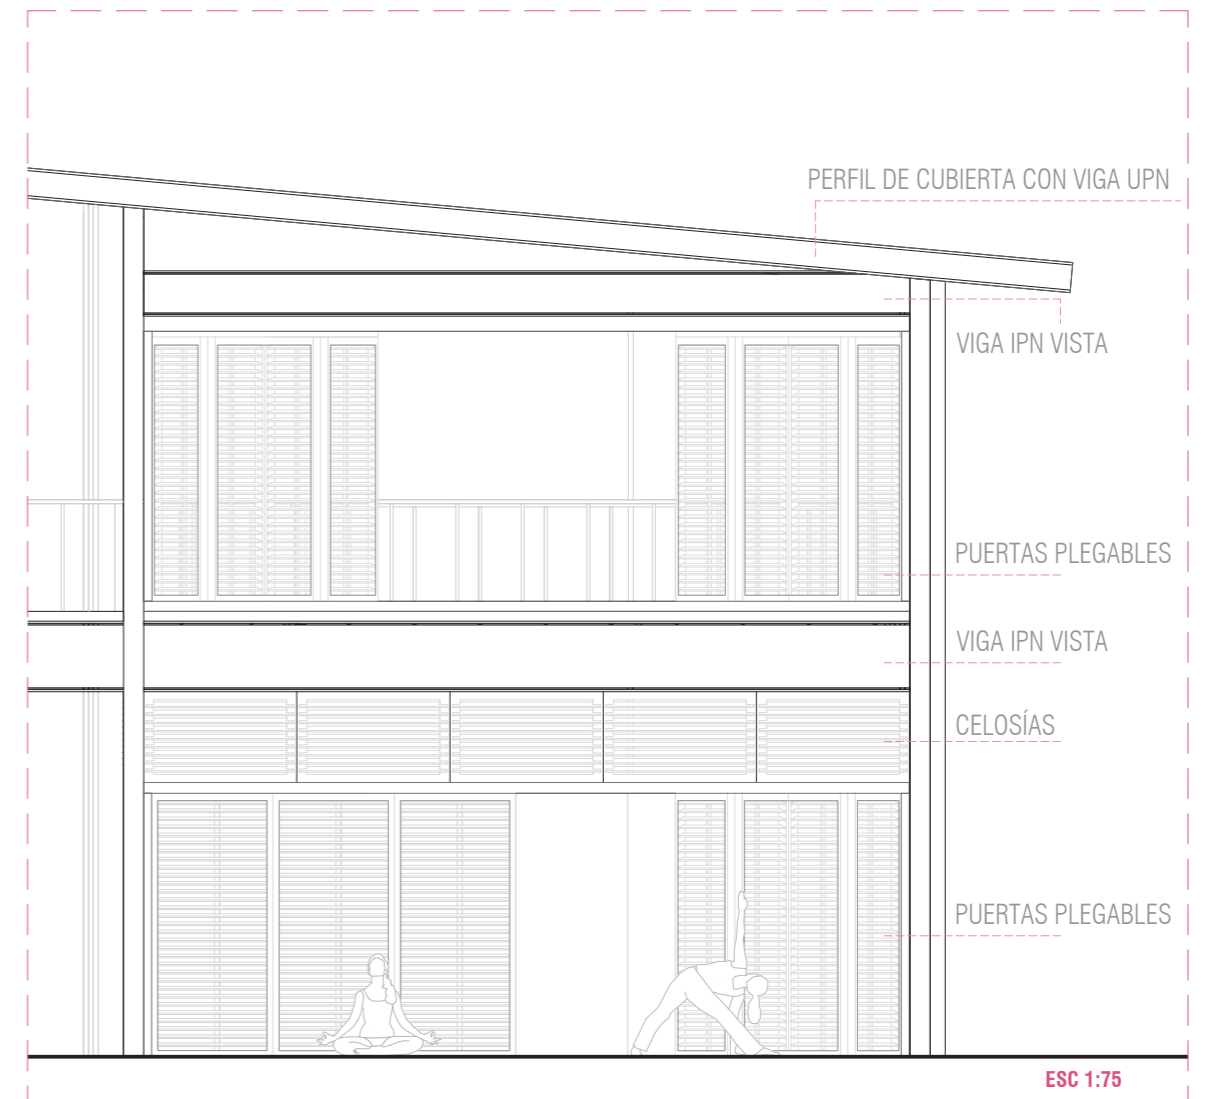 PERFIL DE CUBIERTA CON VIGA UPN
VIGA IPN VISTA
PUERTAS PLEGABLES
VIGA IPN VISTA
CELOSÍAS
PUERTAS PLEGABLES
ESC 1:75